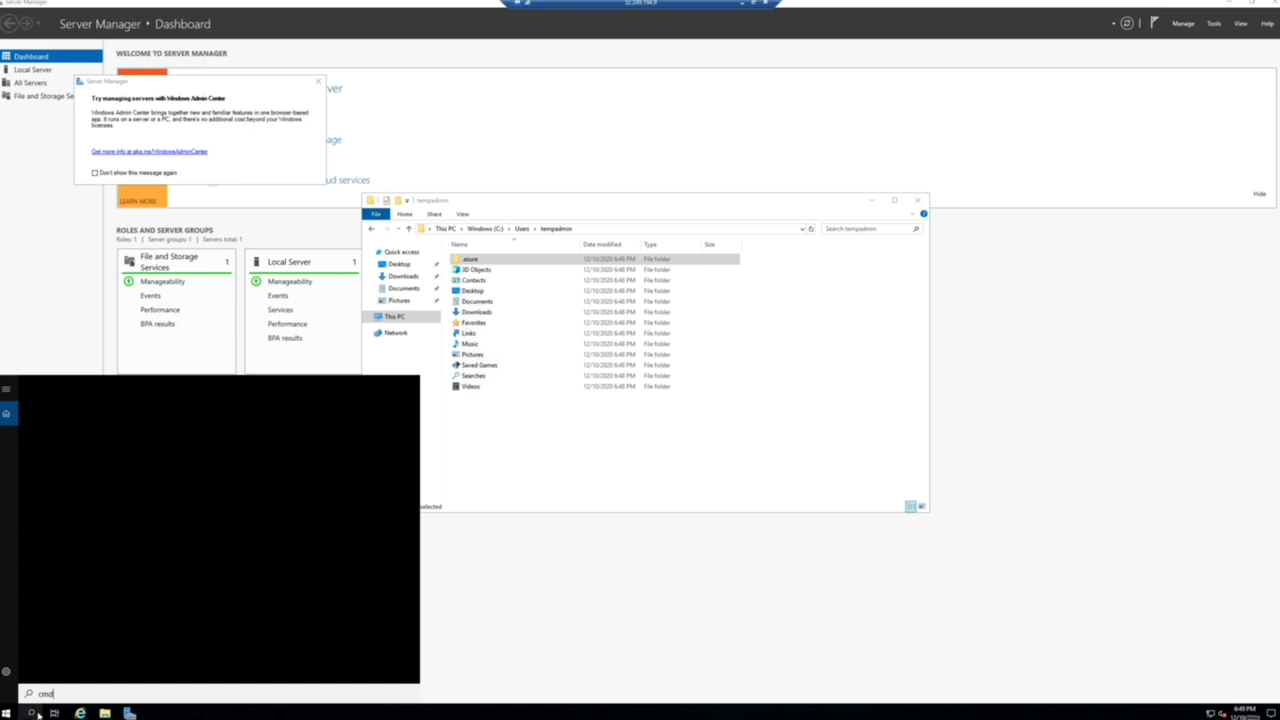 Server Manager
52.249.194.9
Server Manager • Dashboard
Manage Tools View Help
Dashboard
Local Server
All Servers
File and Storage Se
WELCOME TO SERVER MANAGER
Server Manager
Try managing servers with Windows Admin Center
Windows Admin Center brings together new and familiar features in one browser-based
app. It runs on a server or a PC, and there's no additional cost beyond your Windows
licenses.
Get more info at aka.ms/WindowsAdminCenter
Don't show this message again
ver
age
ud services
LEARN MORE
Hide
ROLES AND SERVER GROUPS
Roles: 1 | Server groups: 1 | Servers total: 1
File and Storage
Services
1
Manageability
Events
Performance
BPA results
Local Server 1
Manageability
Events
Services
Performance
BPA results
tempadmin
File Home Share View
This PC > Windows (C:) > Users > tempadmin
Search tempadmin
Quick access
Desktop
Downloads
Documents
Pictures
This PC
Network
Name Date modified Type Size
.azure 12/10/2020 6:48 PM File folder
3D Objects 12/10/2020 6:48 PM File folder
Contacts 12/10/2020 6:48 PM File folder
Desktop 12/10/2020 6:48 PM File folder
Documents 12/10/2020 6:48 PM File folder
Downloads 12/10/2020 6:48 PM File folder
Favorites 12/10/2020 6:48 PM File folder
Links 12/10/2020 6:48 PM File folder
Music 12/10/2020 6:48 PM File folder
Pictures 12/10/2020 6:48 PM File folder
Saved Games 12/10/2020 6:48 PM File folder
Searches 12/10/2020 6:48 PM File folder
Videos 12/10/2020 6:48 PM File folder
selected
cmd
6:49 PM